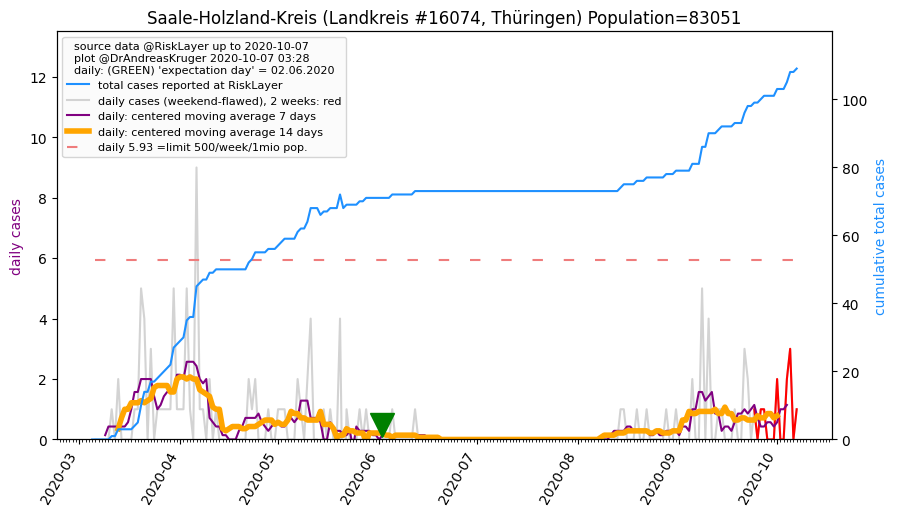 Saale-Holzland-Kreis (Landkreis #16074, Thüringen) Population=83051
source data @RiskLayer up to 2020-10-07
plot @DrAndreasKruger 2020-10-07 03:28
daily: (GREEN) 'expectation day' = 02.06.2020
total cases reported at RiskLayer
daily cases (weekend-flawed), 2 weeks: red
daily: centered moving average 7 days
daily: centered moving average 14 days
daily 5.93 =limit 500/week/1mio pop.
daily cases
12
10
8
6
4
2
0
100
80
60
40
20
0
cumulative total cases
2020-03
2020-04
2020-05
2020-06
2020-07
2020-08
2020-09
2020-10